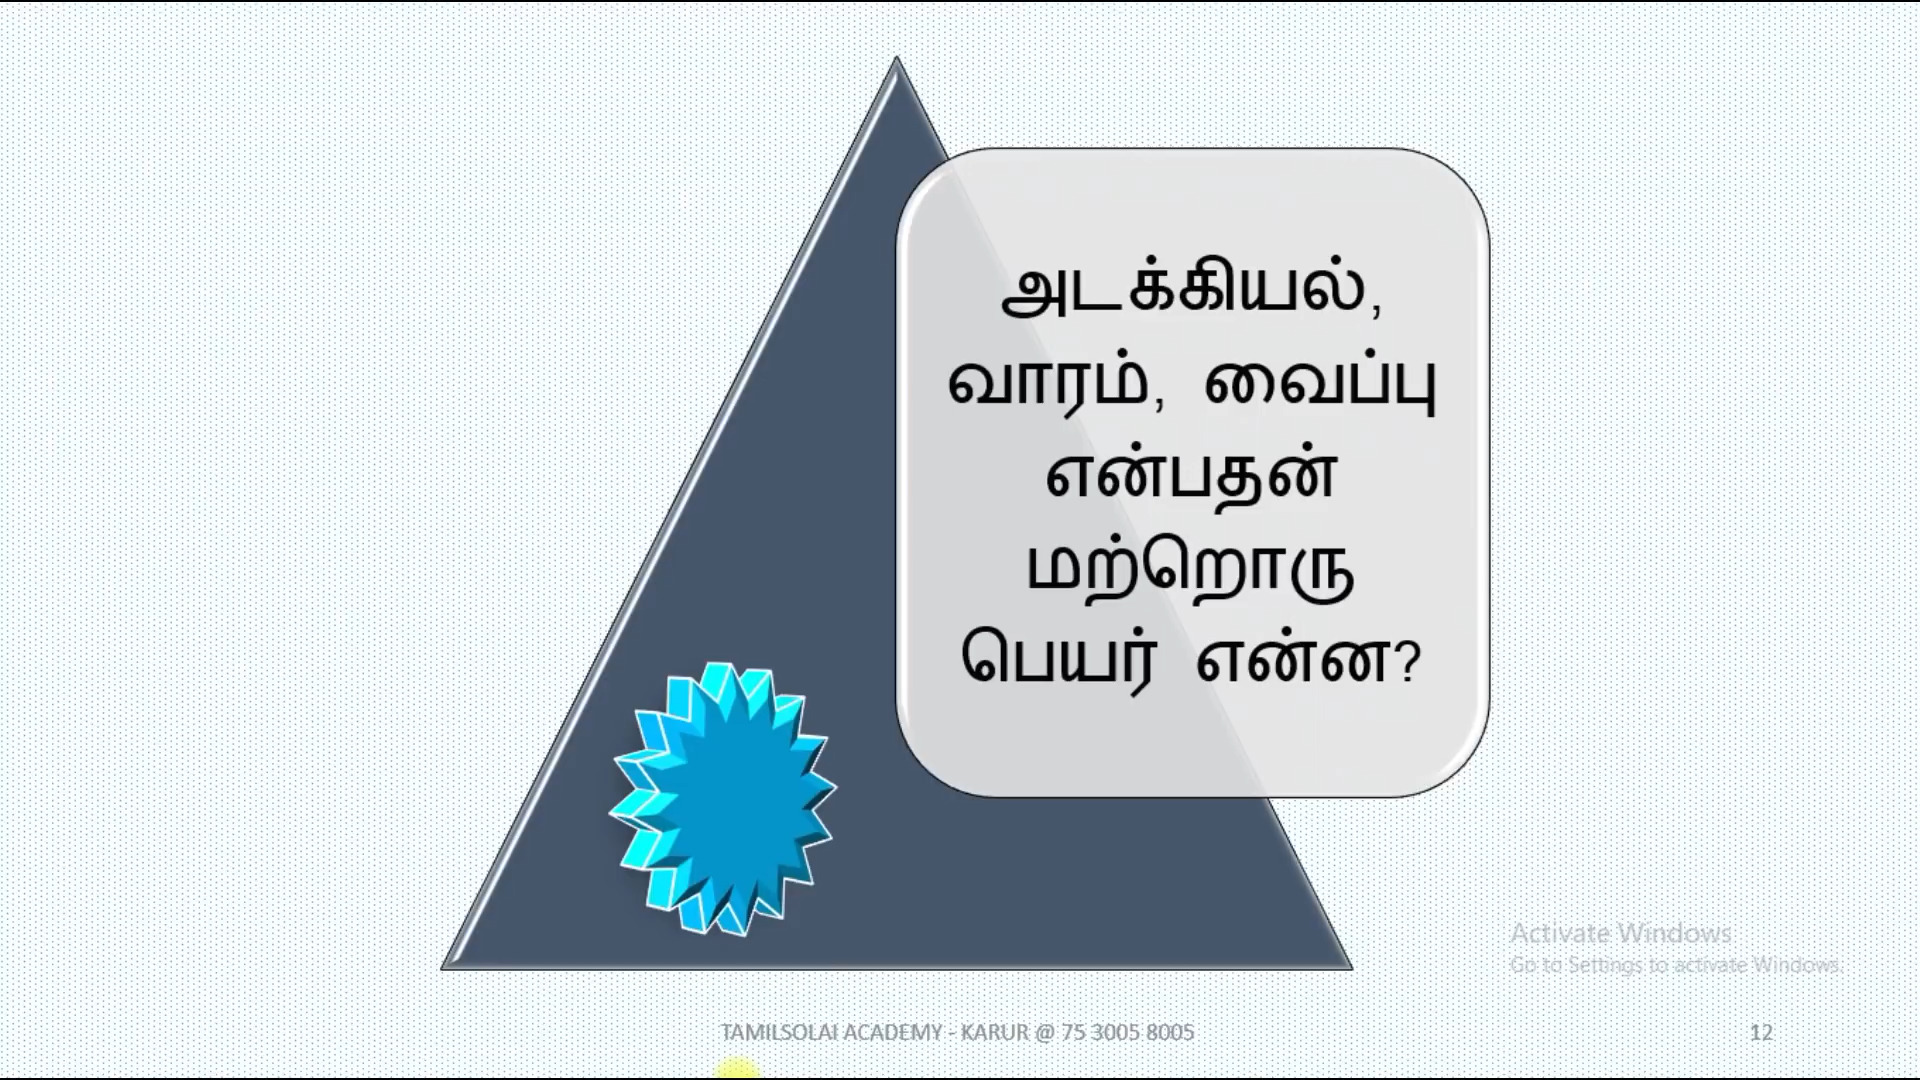 அடக்கியல்,
வாரம், வைப்பு
என்பதன்
மற்றொரு
பெயர் என்ன?
Activate Windows
Go to Settings to activate Windows.
TAMILSOLAI ACADEMY - KARUR @ 75 3005 8005
12